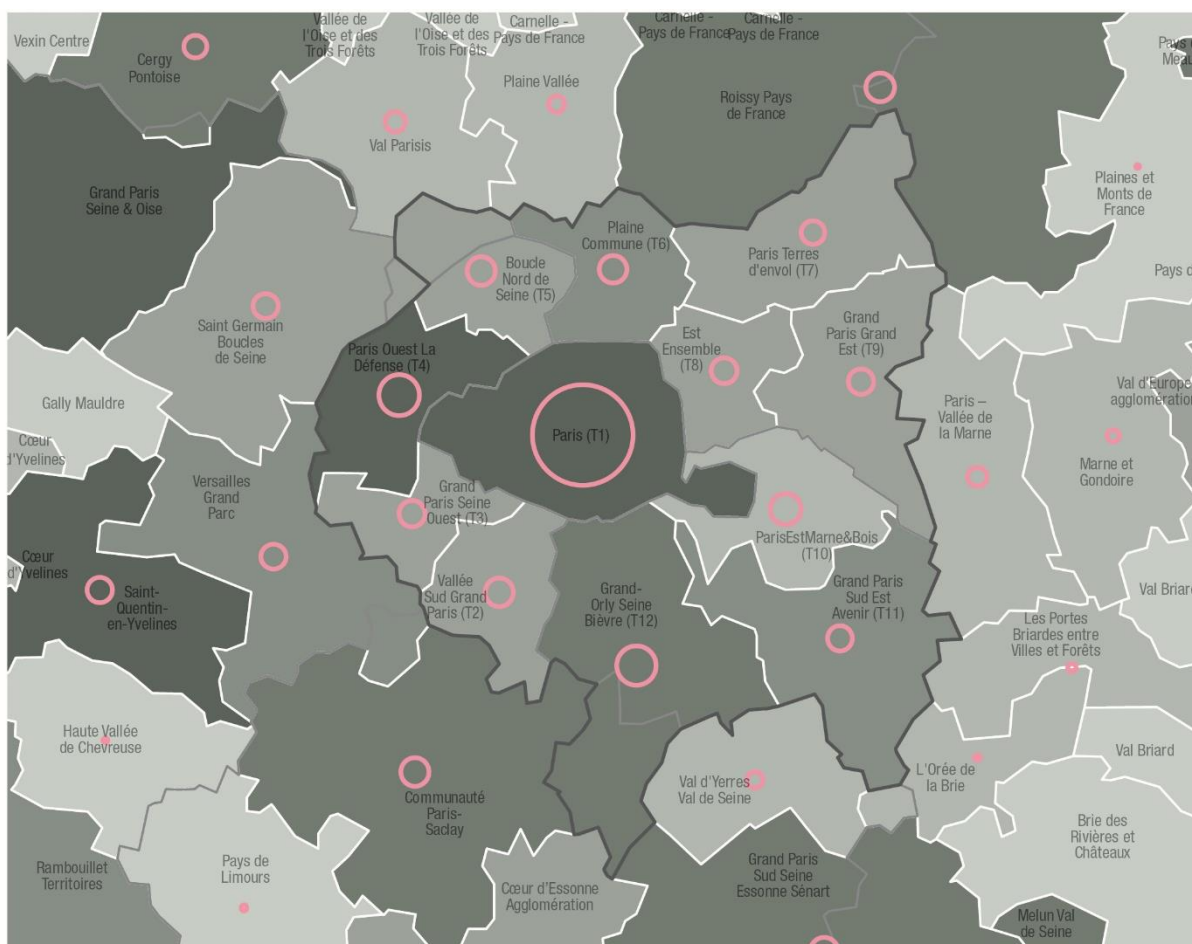 Vexin Centre
Cergy
Pontoise
Vallée de
l'Oise et des
Trois Forêts
Vallée de
l'Oise et des
Trois Forêts
Carnelle -
Pays de France
Carnelle -
Pays de France
Carnelle -
Pays de France
Plaine Vallée
Val Parisis
Roissy Pays
de France
Grand Paris
Seine & Oise
Plaines et
Monts de
France
Plaine
Commune (T6)
Paris Terres
d'envol (T7)
Boucle
Nord de
Seine (T5)
Saint Germain
Boucles
de Seine
Paris Ouest La
Défense (T4)
Est
Ensemble
(T8)
Grand
Paris Grand
Est (T9)
Gally Mauldre
Val d'Europe
agglomération
Paris –
Vallée de
la Marne
Paris (T1)
Cœur
d'Yvelines
Marne et
Gondoire
Versailles
Grand
Parc
Grand
Paris Seine
Ouest (T3)
ParisEstMarne&Bois
(T10)
Cœur
d'Yvelines
Saint-
Quentin-
en-Yvelines
Vallée
Sud Grand
Paris (T2)
Grand-
Orly Seine
Bièvre (T12)
Grand Paris
Sud Est
Avenir (T11)
Val Briard
Les Portes
Briardes entre
Villes et Forêts
Haute Vallée
de Chevreuse
Val Briard
Communauté
Paris-
Saclay
Val d'Yerres
Val de Seine
L'Orée de
la Brie
Brie des
Rivières et
Châteaux
Rambouillet
Territoires
Pays de
Limours
Cœur d'Essonne
Agglomération
Grand Paris
Sud Seine
Essonne Sénart
Melun Val
de Seine